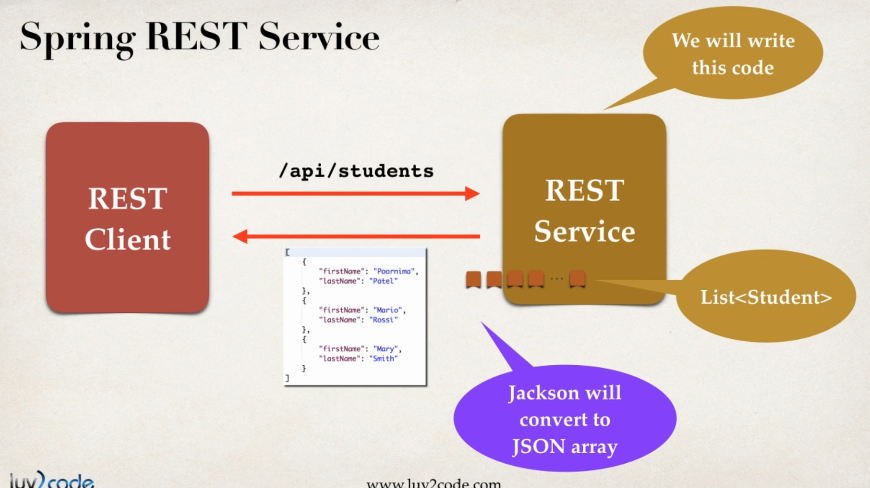 Spring REST Service
We will write
this code
REST
Client
/api/students
REST
Service
[
{
"firstName": "Poornima",
"lastName": "Patel"
},
{
"firstName": "Mario",
"lastName": "Rossi"
},
{
"firstName": "Mary",
"lastName": "Smith"
}
]
...
List<Student>
Jackson will
convert to
JSON array
luv2code
www.luv2code.com